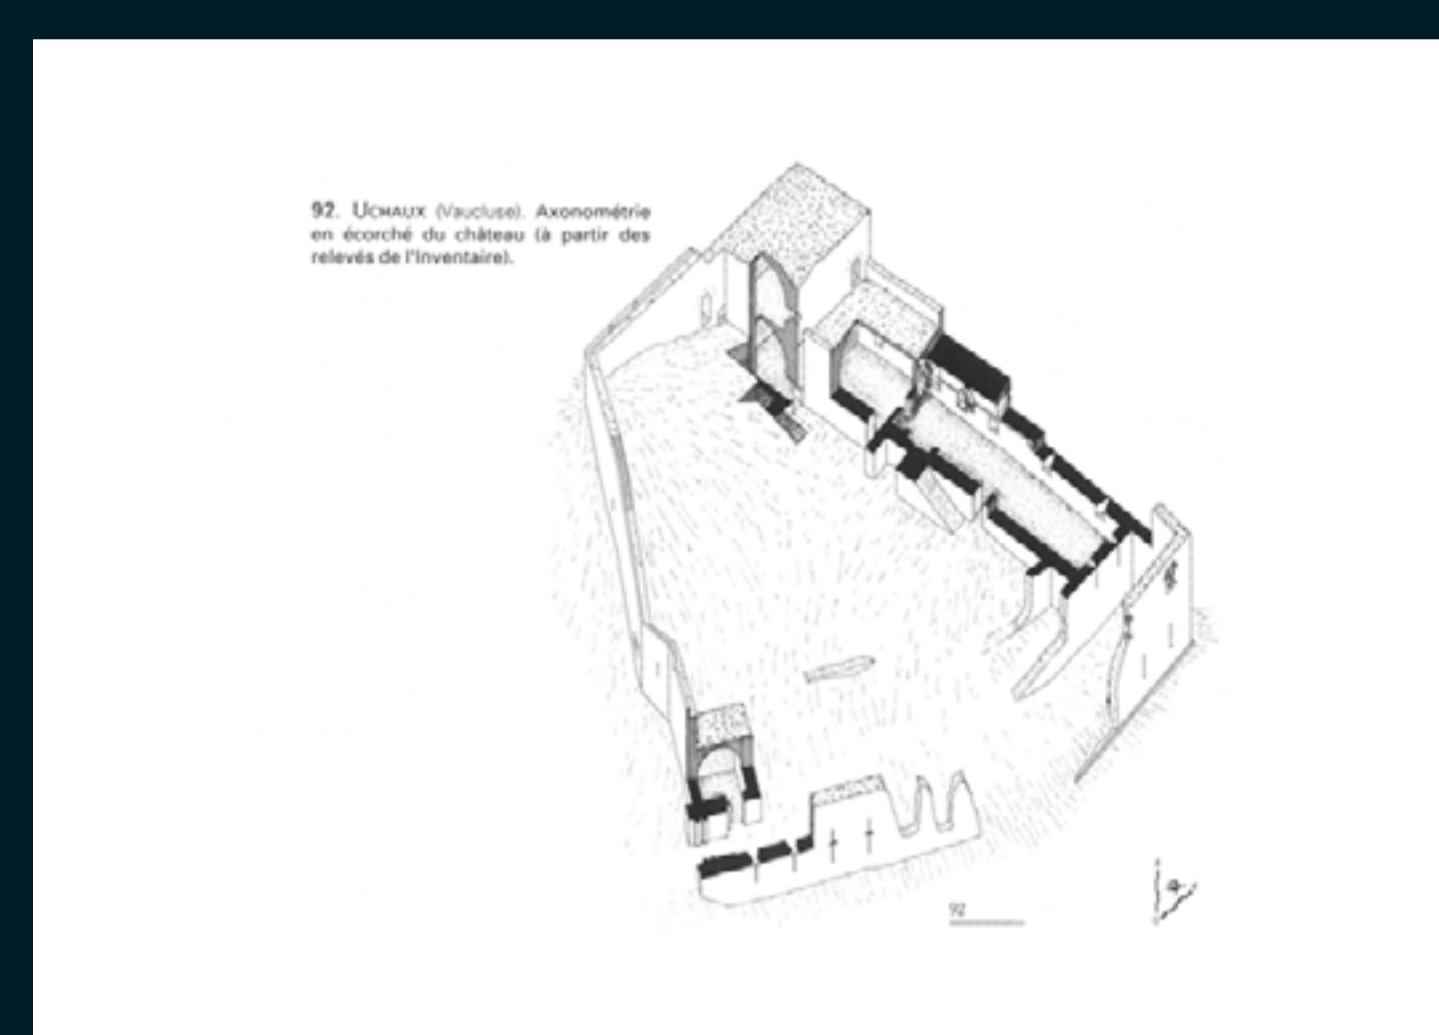 92. UCHAUX (Vaucluse). Axonométrie
en écorché du château (à partir des
relevés de l'Inventaire).
92